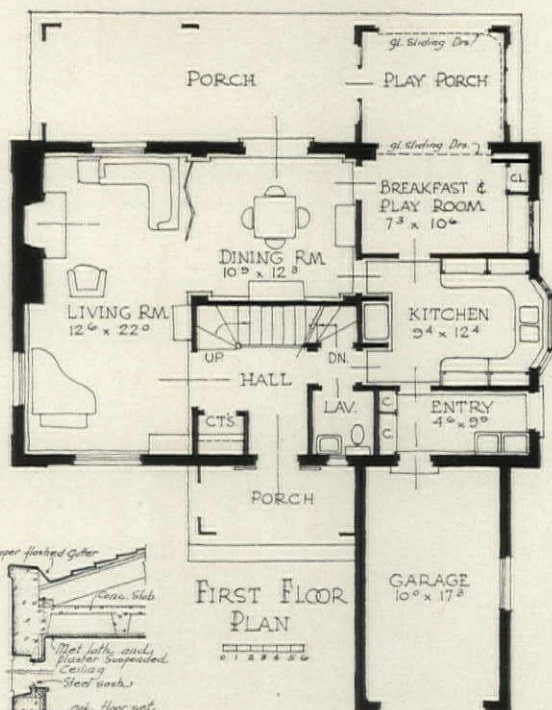 gl. Sliding Drs.
PORCH
PLAY PORCH
gl. Sliding Drs.
CL.
BREAKFAST &
PLAY ROOM
7³ x 10⁶
DINING RM.
10⁹ x 12³
LIVING RM.
12⁶ x 22⁰
KITCHEN
9⁴ x 12⁴
UP
DN.
HALL
LAV.
C.
C.
ENTRY
4⁶ x 9⁹
CT'S.
PORCH
GARAGE
10⁰ x 17³
FIRST FLOOR
PLAN
0 1 2 3 4 5 6
flashed Gutter
Conc. Slab
Met. lath and
plaster Suspended
Ceiling
Steel sash